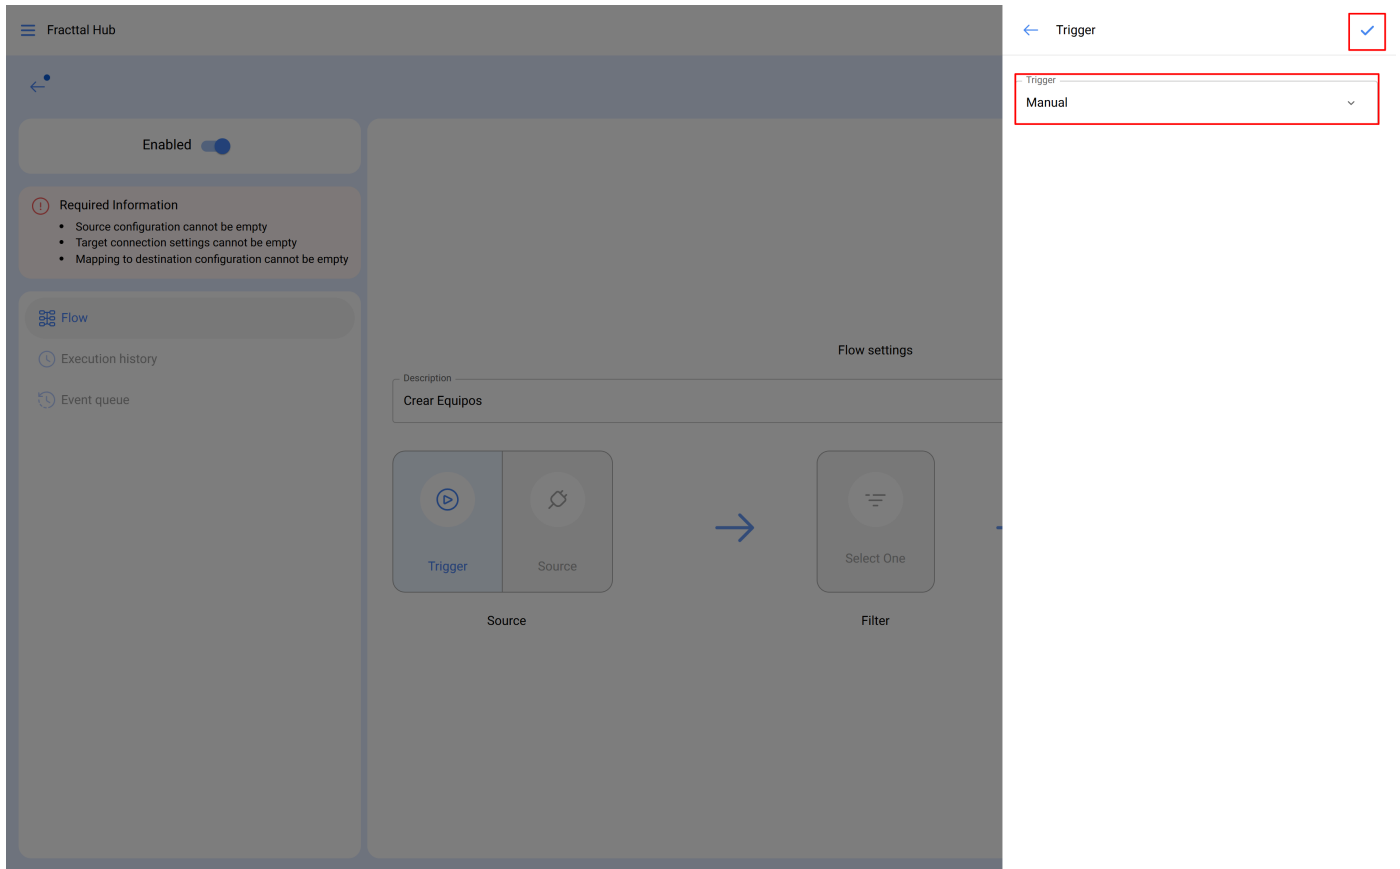 Fracttal Hub
Trigger
Trigger
Manual
Enabled
Required Information
Source configuration cannot be empty
Target connection settings cannot be empty
Mapping to destination configuration cannot be empty
Flow
Execution history
Event queue
Flow settings
Description
Crear Equipos
Trigger
Source
Select One
Source
Filter